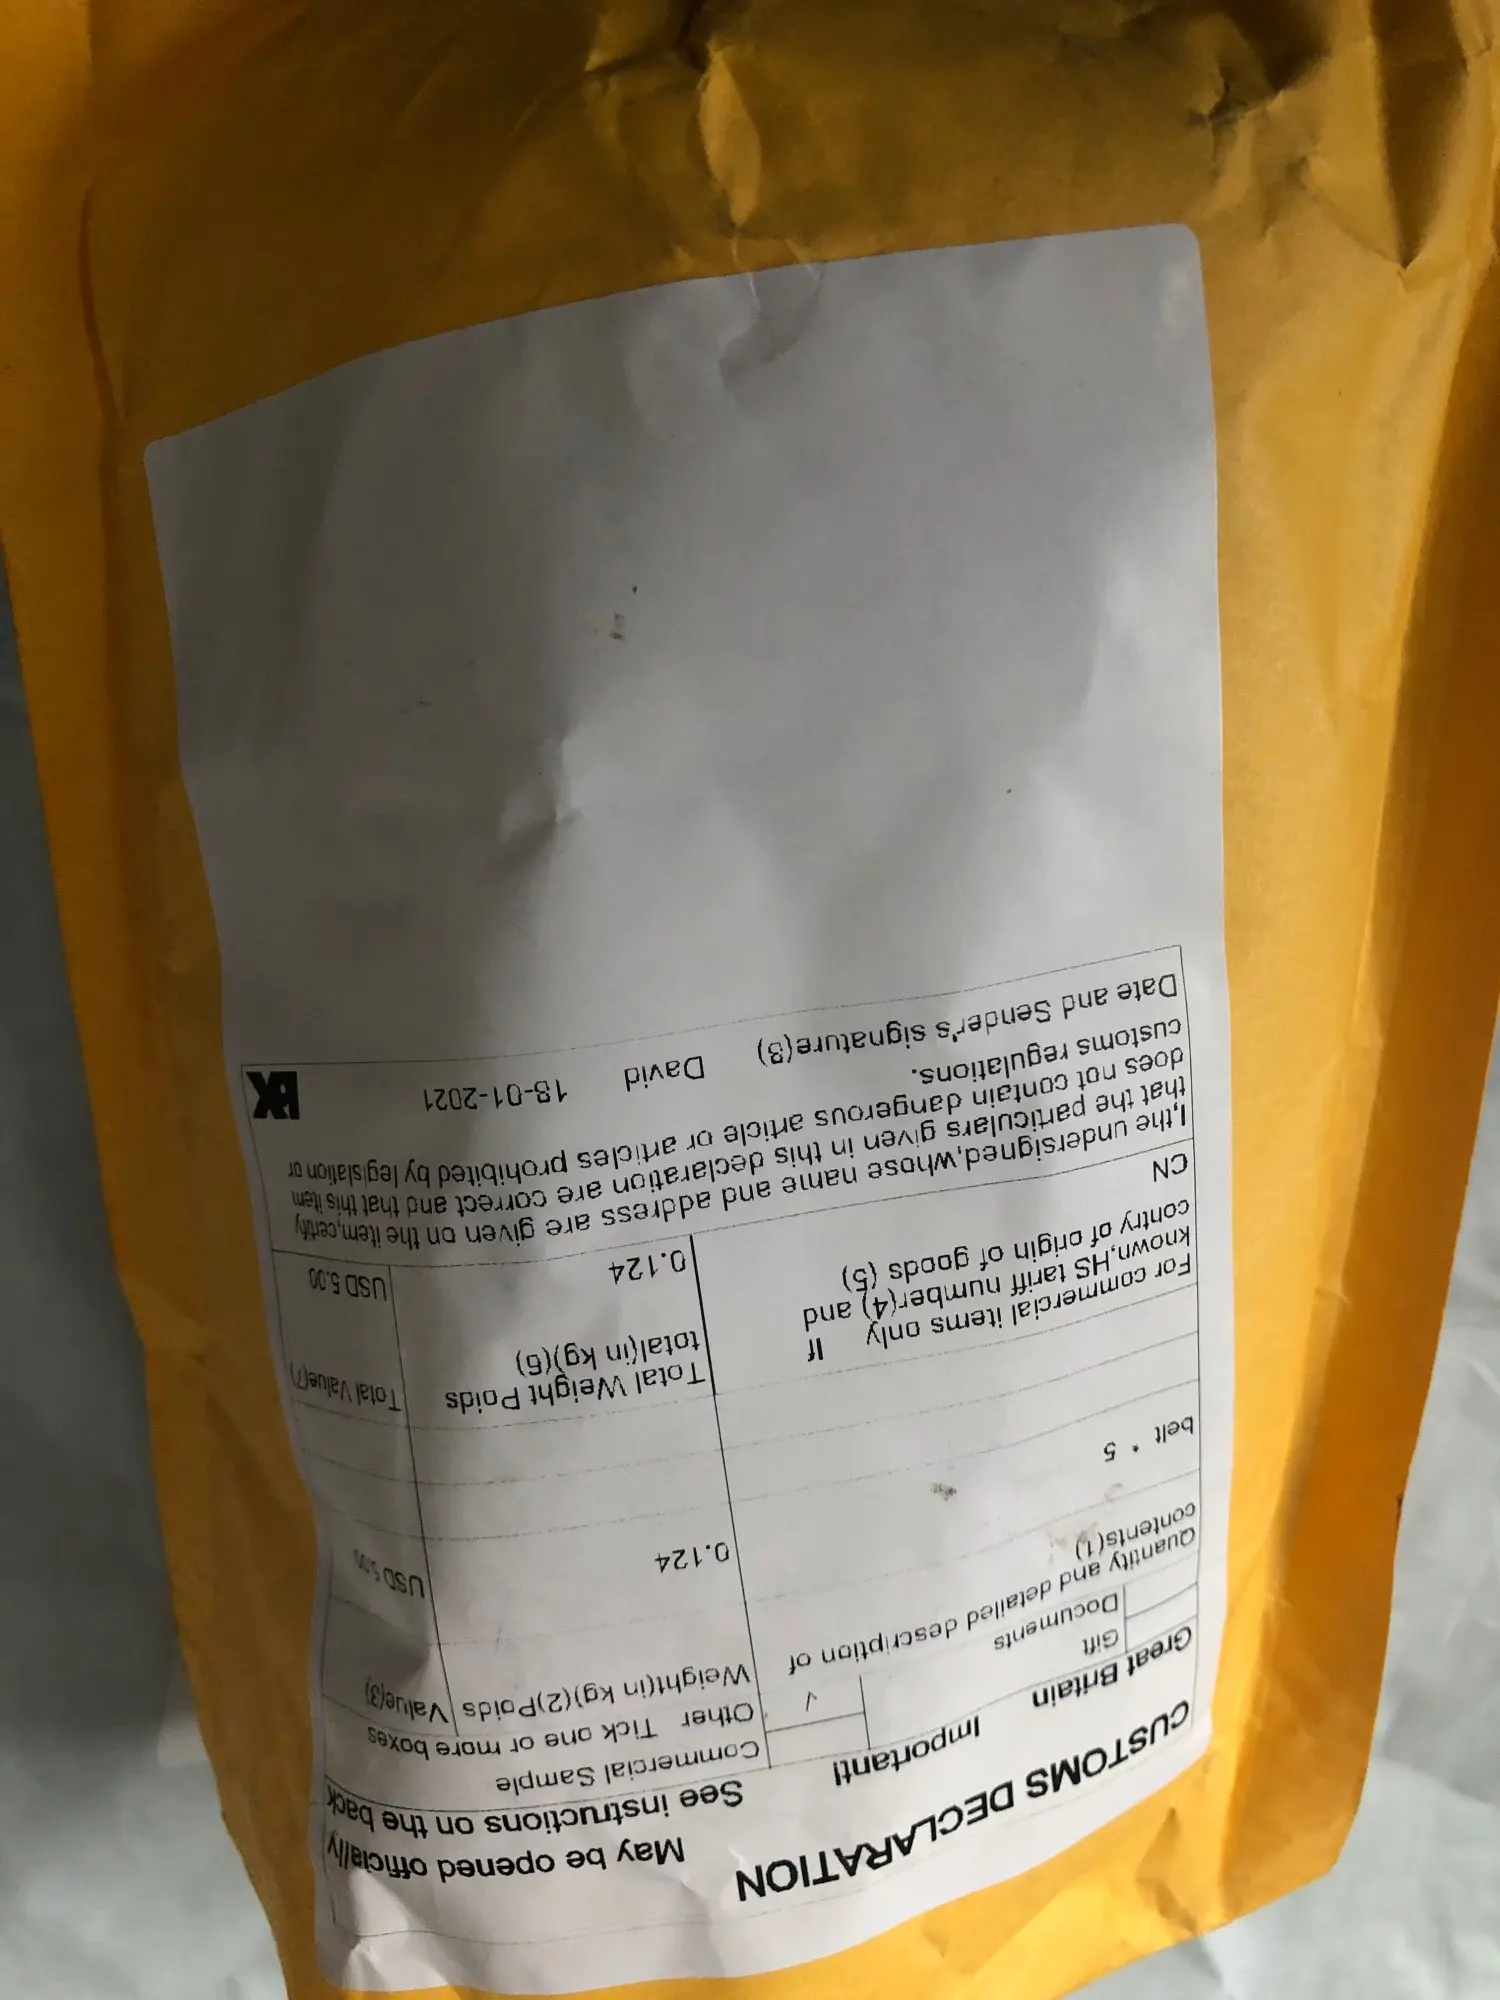 CUSTOMS DECLARATION
May be opened officially
Great Britain
Important!
See instructions on the back
Gift
Commercial Sample
Documents
√
Other Tick one or more boxes
Quantity and detailed description of
contents(1)
Weight(in kg)(2)Poids
Value(3)
belt * 5
0.124
USD 5.00
For commercial items only If
known,HS tariff number(4) and
contry of origin of goods (5)
Total Weight Poids
total(in kg)(6)
Total Value(7)
CN
0.124
USD 5.00
I,the undersigned,whose name and address are given on the item,certify
that the particulars given in this declaration are correct and that this item
does not contain dangerous article or articles prohibited by legislation or
customs regulations.
Date and Sender's signature(8) David 18-01-2021